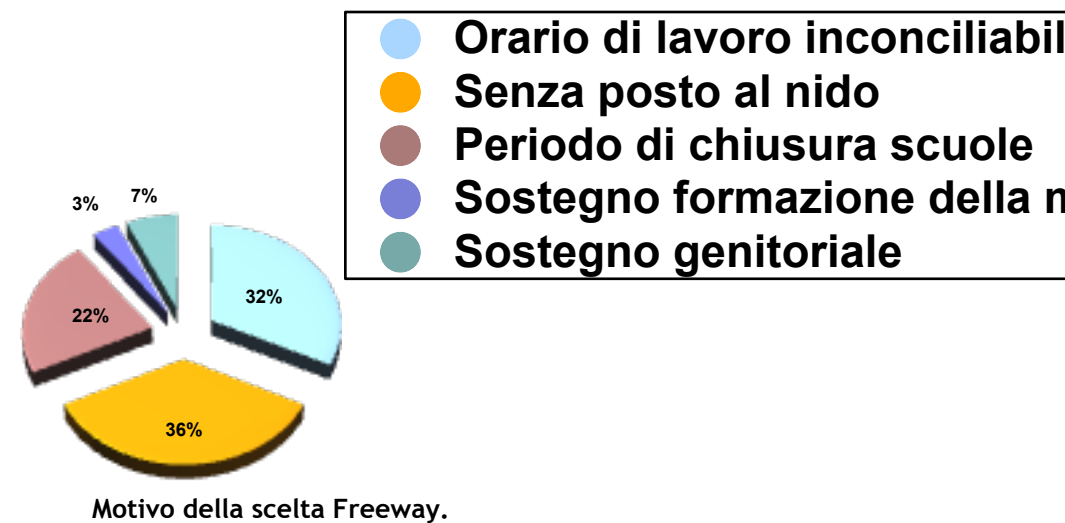 Orario di lavoro inconciliabil
Senza posto al nido
Periodo di chiusura scuole
Sostegno formazione della m
Sostegno genitoriale
3%
7%
32%
22%
36%
Motivo della scelta Freeway.